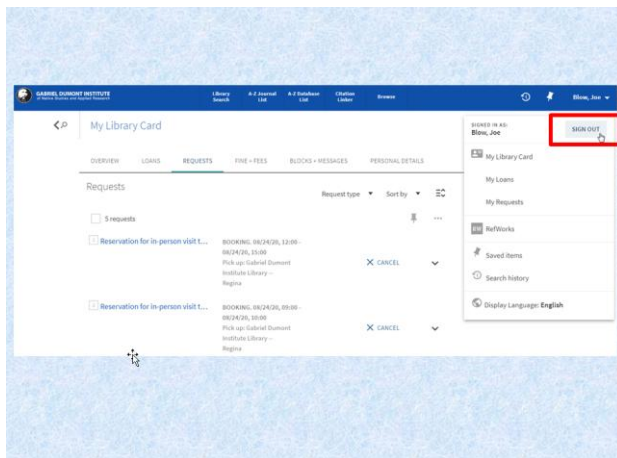 GABRIEL DUMONT INSTITUTE
of Native Studies and Applied Research
Library Search
A-Z Journal List
A-Z Database List
Citation Linker
Browse
Blow, Joe
My Library Card
SIGNED IN AS:
Blow, Joe
SIGN OUT
OVERVIEW LOANS REQUESTS FINE + FEES BLOCKS + MESSAGES PERSONAL DETAILS
My Library Card
My Loans
My Requests
RW RefWorks
Saved items
Search history
Display Language: English
Requests
Request type Sort by
5 requests
1 Reservation for in-person visit t...
BOOKING. 08/24/20, 12:00 -
08/24/20, 15:00
Pick up: Gabriel Dumont
Institute Library --
Regina
CANCEL
2 Reservation for in-person visit t...
BOOKING. 08/24/20, 09:00 -
08/24/20, 10:00
Pick up: Gabriel Dumont
Institute Library --
Regina
CANCEL